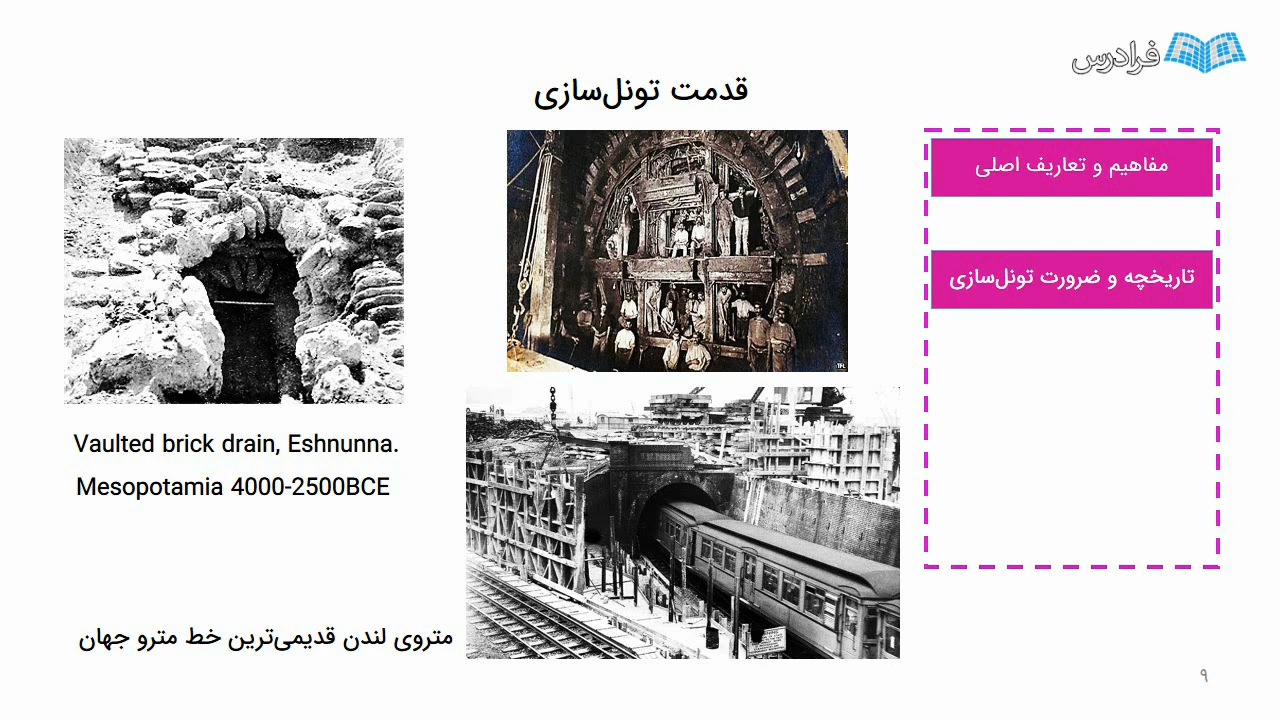 فرادرس
قدمت تونل‌سازی
مفاهیم و تعاریف اصلی
تاریخچه و ضرورت تونل‌سازی
TFL
Vaulted brick drain, Eshnunna.
Mesopotamia 4000-2500BCE
متروی لندن قدیمی‌ترین خط مترو جهان
۹